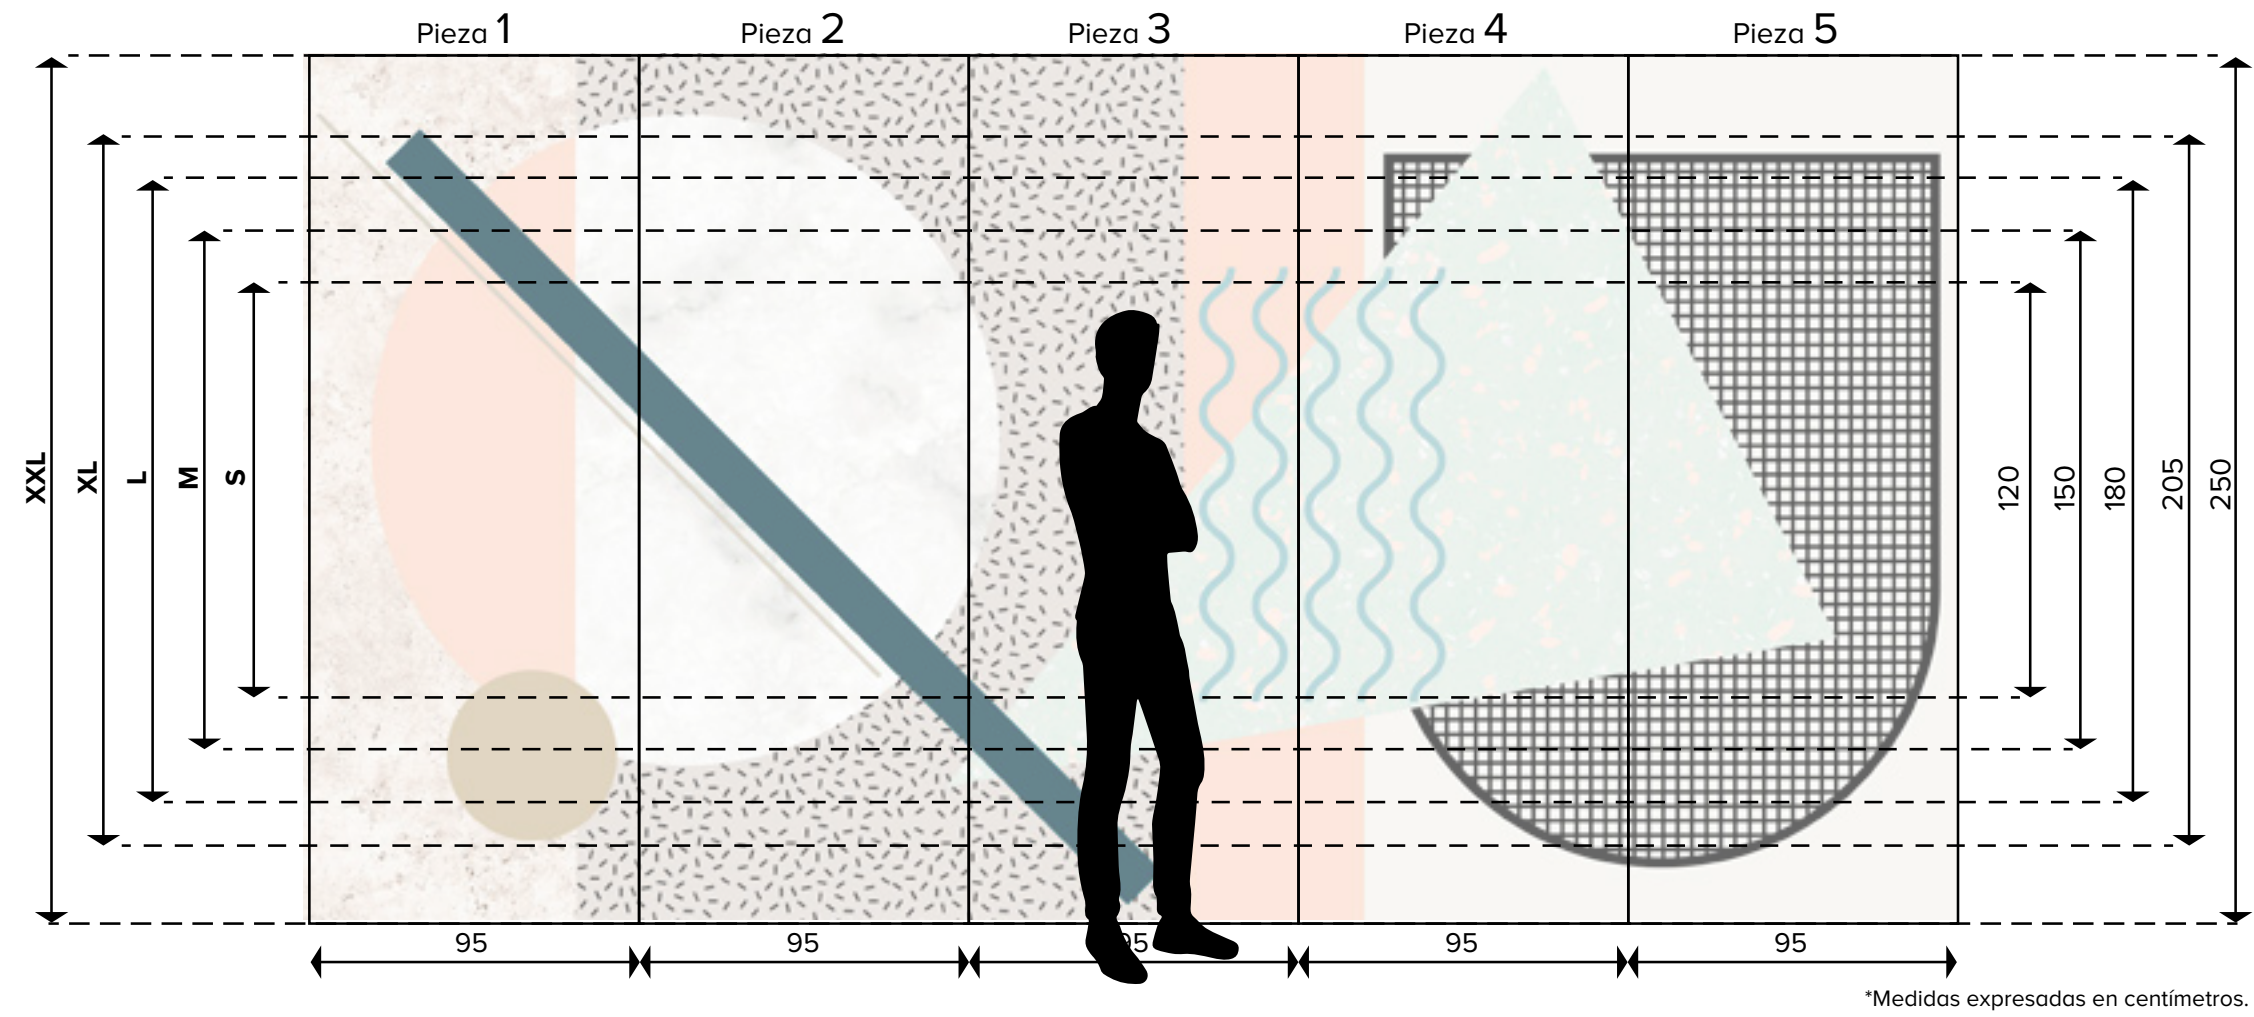 Pieza 1
Pieza 2
Pieza 3
Pieza 4
Pieza 5
XXL
XL
L
M
S
120
150
180
205
250
95
95
95
95
95
*Medidas expresadas en centímetros.